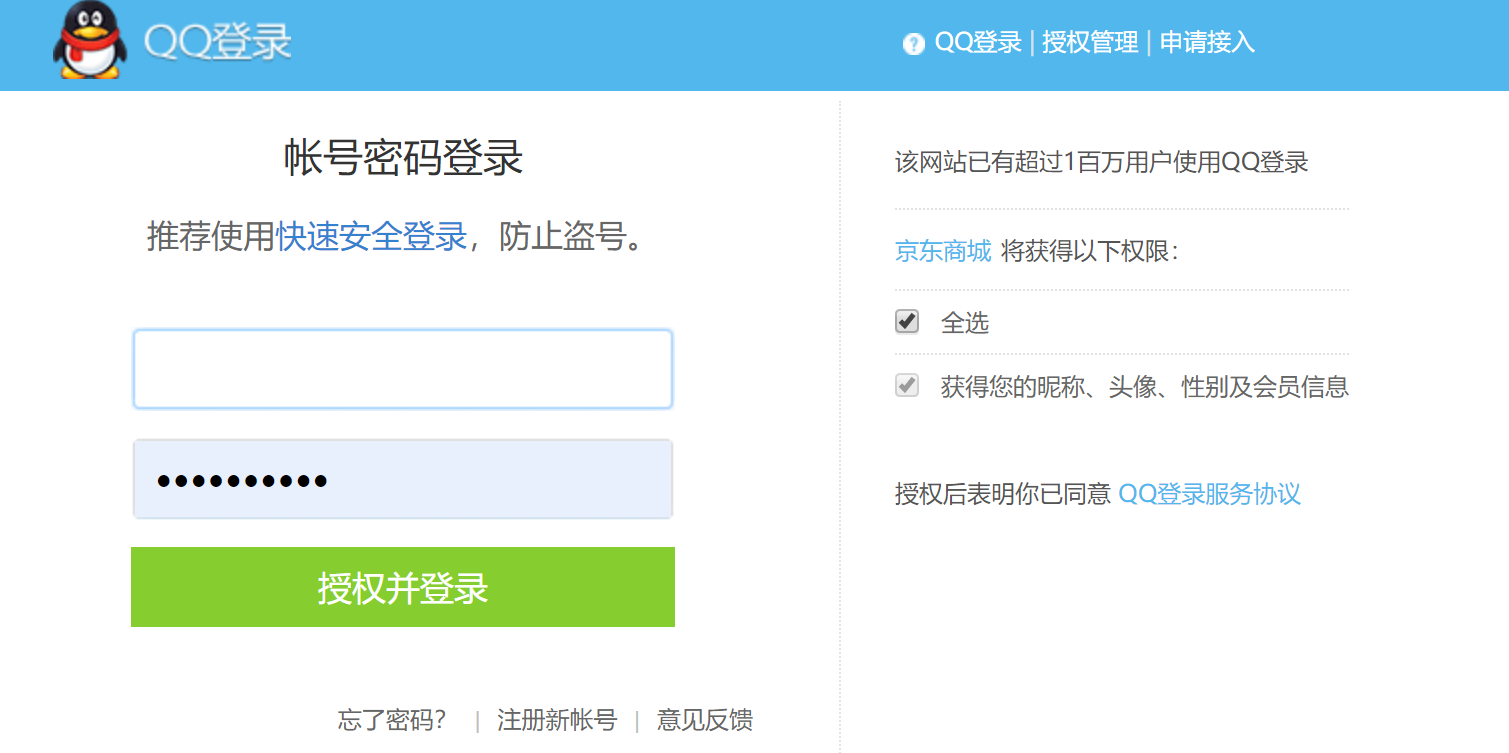 QQ登录
QQ登录 | 授权管理 | 申请接入
帐号密码登录
推荐使用快速安全登录，防止盗号。
••••••••••
授权并登录
忘了密码？ | 注册新帐号 | 意见反馈
该网站已有超过1百万用户使用QQ登录
京东商城 将获得以下权限：
全选
获得您的昵称、头像、性别及会员信息
授权后表明你已同意 QQ登录服务协议